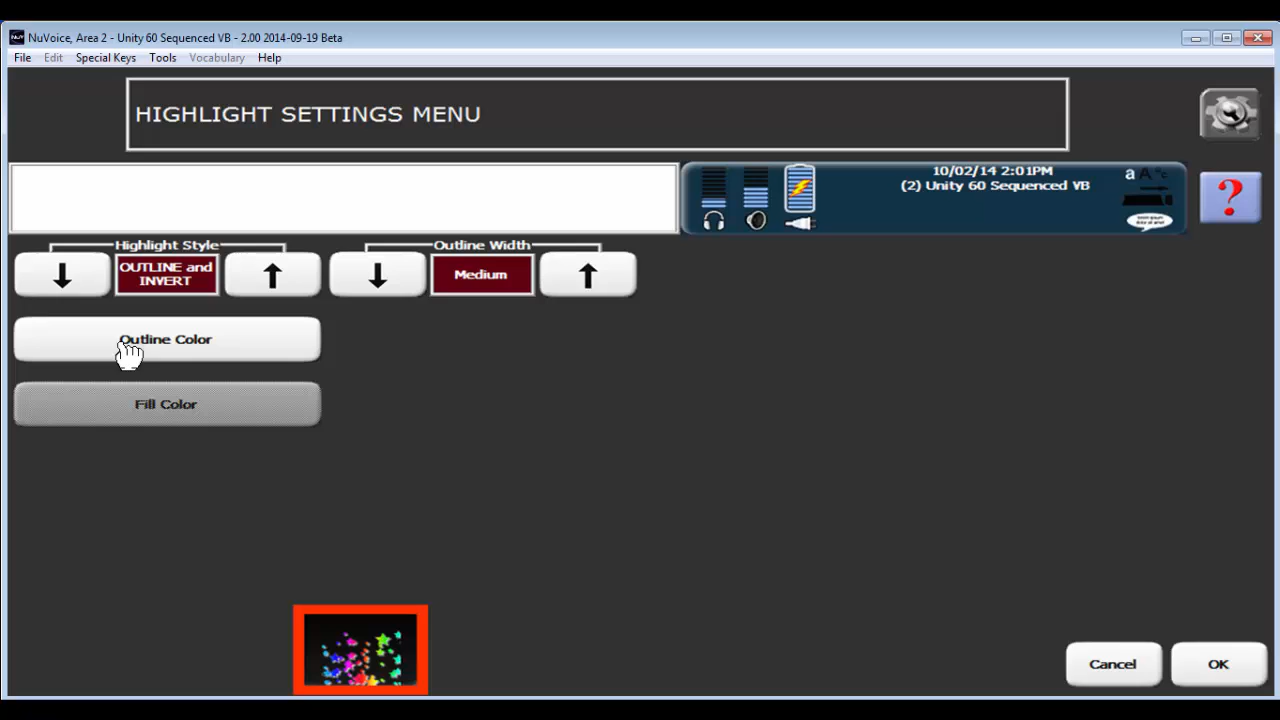 NuVoice, Area 2 - Unity 60 Sequenced VB - 2.00 2014-09-19 Beta
File Edit Special Keys Tools Vocabulary Help
HIGHLIGHT SETTINGS MENU
10/02/14 2:01PM
(2) Unity 60 Sequenced VB
a A °c
?
Highlight Style
OUTLINE and
INVERT
Outline Width
Medium
Outline Color
Fill Color
Cancel OK